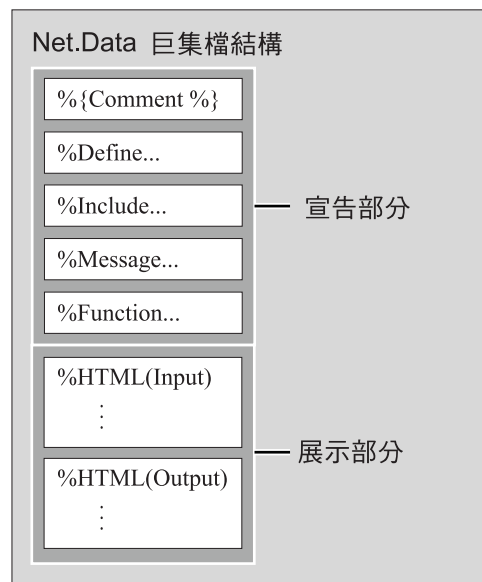 Net.Data 巨集檔結構
%{Comment %}
%Define...
%Include...
宣告部分
%Message...
%Function...
%HTML(Input)
⋮
展示部分
%HTML(Output)
⋮